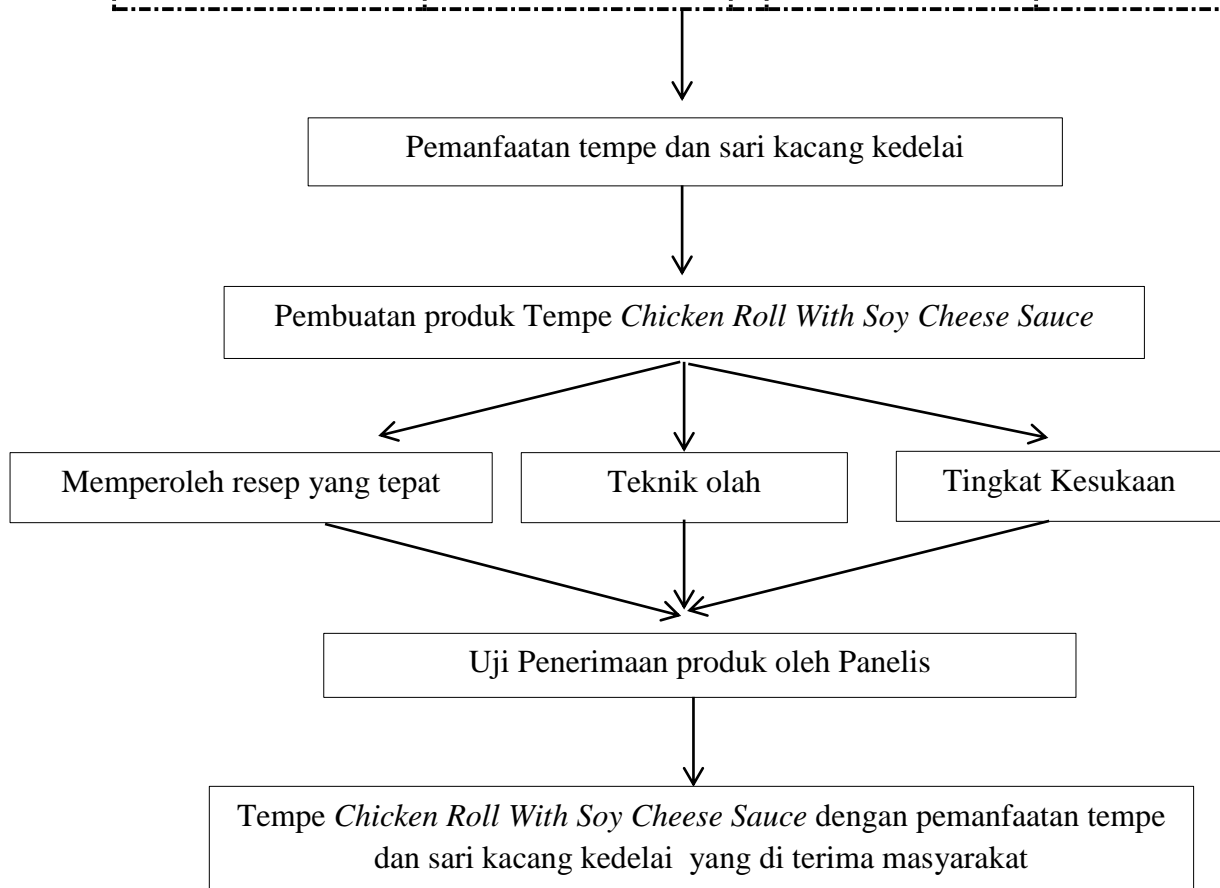 Pemanfaatan tempe dan sari kacang kedelai
Pembuatan produk Tempe Chicken Roll With Soy Cheese Sauce
Memperoleh resep yang tepat
Teknik olah
Tingkat Kesukaan
Uji Penerimaan produk oleh Panelis
Tempe Chicken Roll With Soy Cheese Sauce dengan pemanfaatan tempe
dan sari kacang kedelai yang di terima masyarakat